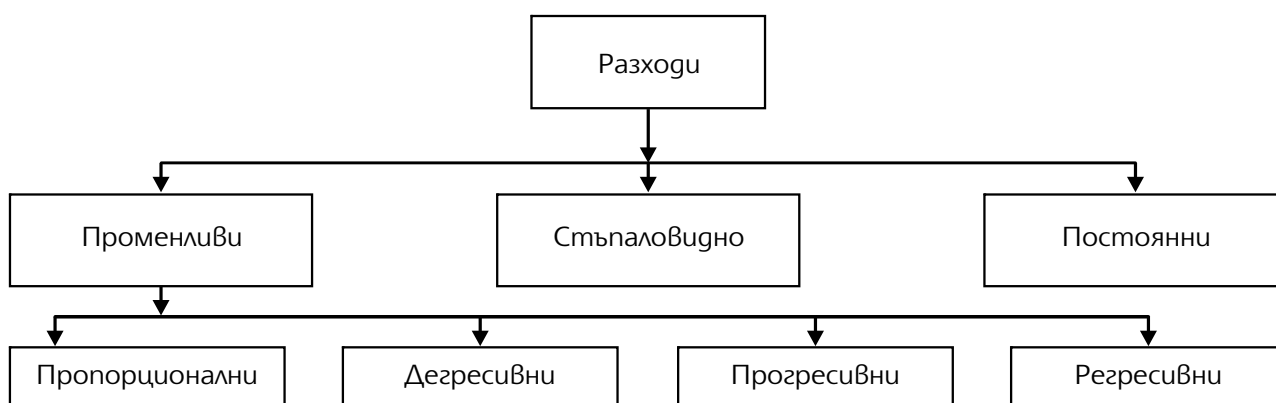 Разходи
Променливи
Стъпаловидно
Постоянни
Пропорционални
Дегресивни
Прогресивни
Регресивни